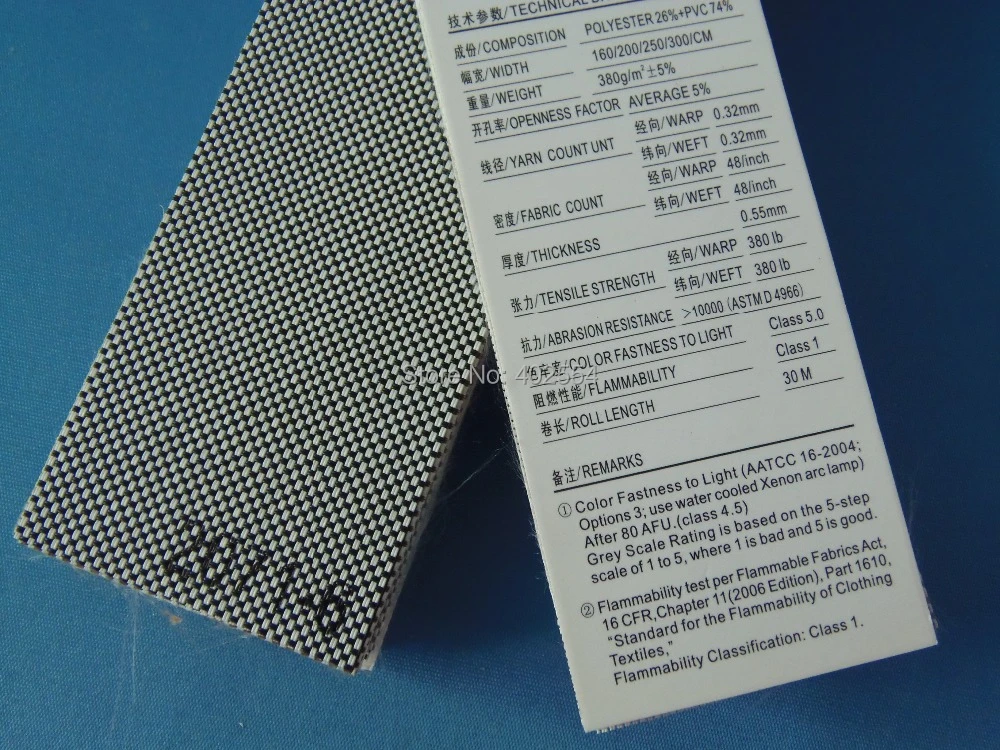 技术参数/TECHNICAL
成份/COMPOSITION POLYESTER 26%+PVC 74%
幅宽/WIDTH 160/200/250/300/CM
重量/WEIGHT 380g/m²±5%
开孔率/OPENNESS FACTOR AVERAGE 5%
线径/YARN COUNT UNT 经向/WARP 0.32mm
纬向/WEFT 0.32mm
密度/FABRIC COUNT 经向/WARP 48/inch
纬向/WEFT 48/inch
厚度/THICKNESS 0.55mm
张力/TENSILE STRENGTH 经向/WARP 380 lb
纬向/WEFT 380 lb
抗力/ABRASION RESISTANCE >10000 (ASTM D 4966)
色牢度/COLOR FASTNESS TO LIGHT Class 5.0
阻燃性能/FLAMMABILITY Class 1
卷长/ROLL LENGTH 30 M
备注/REMARKS
① Color Fastness to Light (AATCC 16-2004;
Options 3; use water cooled Xenon arc lamp)
After 80 AFU.(class 4.5)
Grey Scale Rating is based on the 5-step
scale of 1 to 5, where 1 is bad and 5 is good.
② Flammability test per Flammable Fabrics Act,
16 CFR,Chapter 11(2006 Edition), Part 1610,
"Standard for the Flammability of Clothing
Textiles,"
Flammability Classification: Class 1.
Store No: 402564